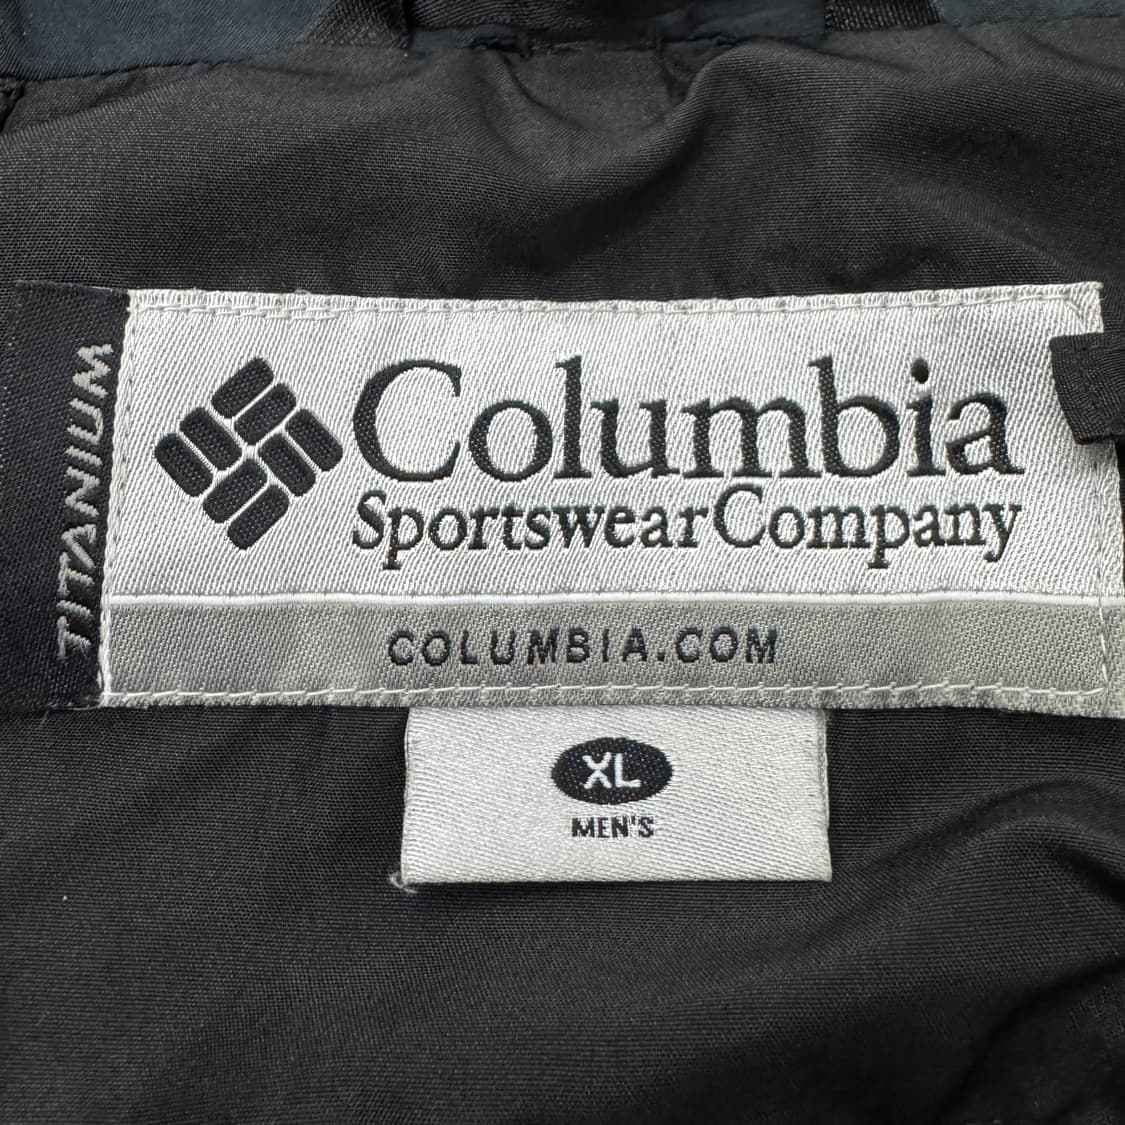 TITANIUM
Columbia
Sportswear Company
COLUMBIA.COM
XL
MEN'S